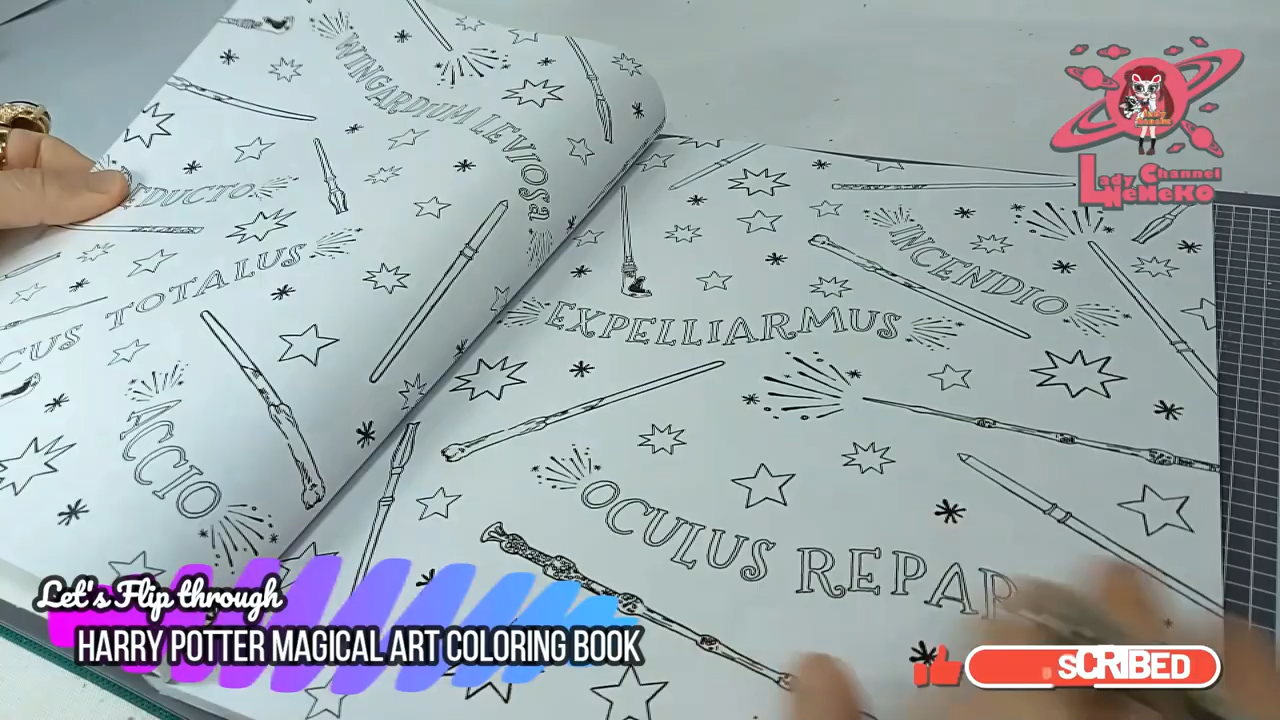 WINGARDIUM LEVIOSA
EDUCTO
TOTALUS
CUS
ACCIO
INCENDIO
EXPELLIARMUS
OCULUS REPAR
Lady Channel
NeNeKO
Let's Flip through
HARRY POTTER MAGICAL ART COLORING BOOK
SCRIBED